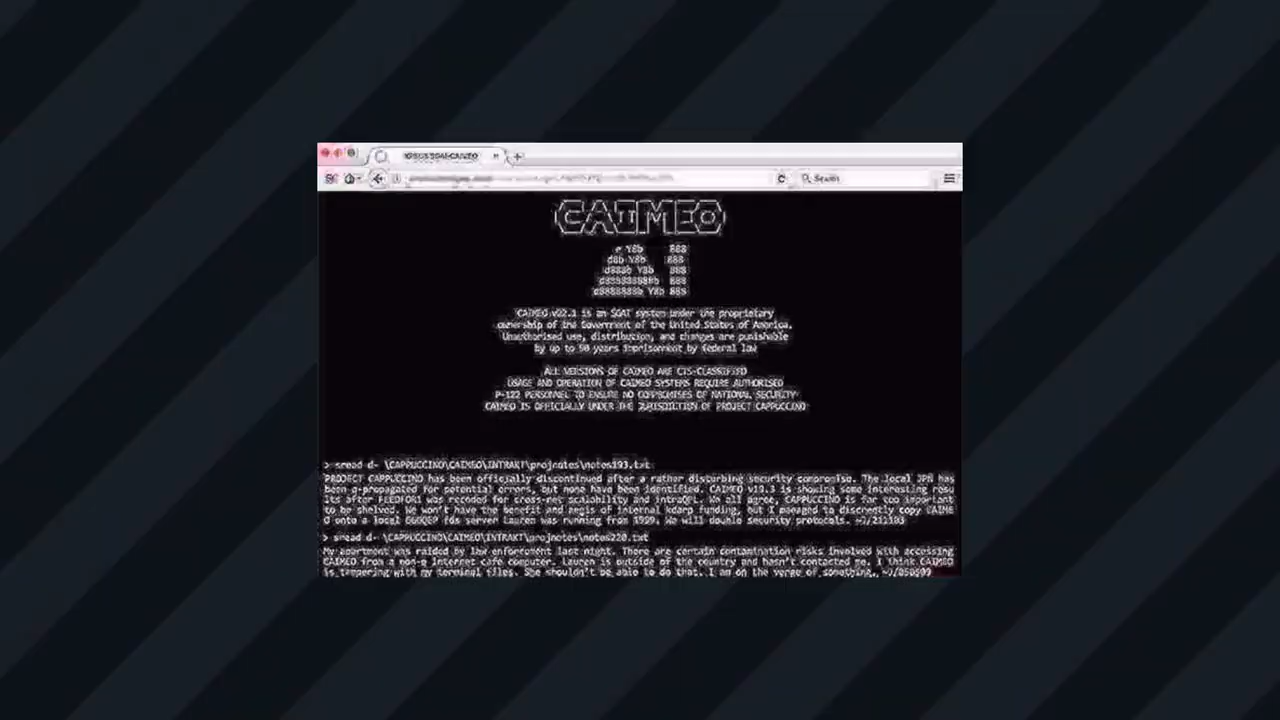 Search
CAIMEO
AI
CAIMEO v22.1 is an SGAT system under the proprietary
ownership of the Government of the United States of America.
Unauthorised use, distribution, and changes are punishable
by up to 50 years imprisonment by federal law
ALL VERSIONS OF CAIMEO ARE CTS-CLASSIFIED
USAGE AND OPERATION OF CAIMEO SYSTEMS REQUIRE AUTHORISED
P-122 PERSONNEL TO ENSURE NO COMPROMISES OF NATIONAL SECURITY
CAIMEO IS OFFICIALLY UNDER THE JURISDICTION OF PROJECT CAPPUCCINO
> sread d- \CAPPUCCINO\CAIMEO\INTRAKT\projnotes\notes193.txt
PROJECT CAPPUCCINO has been officially discontinued after a rather disturbing security compromise. The local JPN has
been q-propagated for potential errors, but none have been identified. CAIMEO v19.3 is showing some interesting resu
lts after FEEDFOR1 was recoded for cross-net scalability and intraQFL. We all agree, CAPPUCCINO is far too important
to be shelved. We won't have the benefit and aegis of internal funding, but I managed to discreetly copy CAIME
O onto a local fds server Lauren was running from 1999. We will double security protocols.
> sread d- \CAPPUCCINO\CAIMEO\INTRAKT\projnotes\notes220.txt
My apartment was raided by law enforcement last night. There are certain contamination risks involved with accessing
CAIMEO from a non-q Internet cafe computer. Lauren is outside of the country and hasn't contacted me. I think CAIMEO
is tampering with my terminal files. She shouldn't be able to do that. I am on the verge of something.